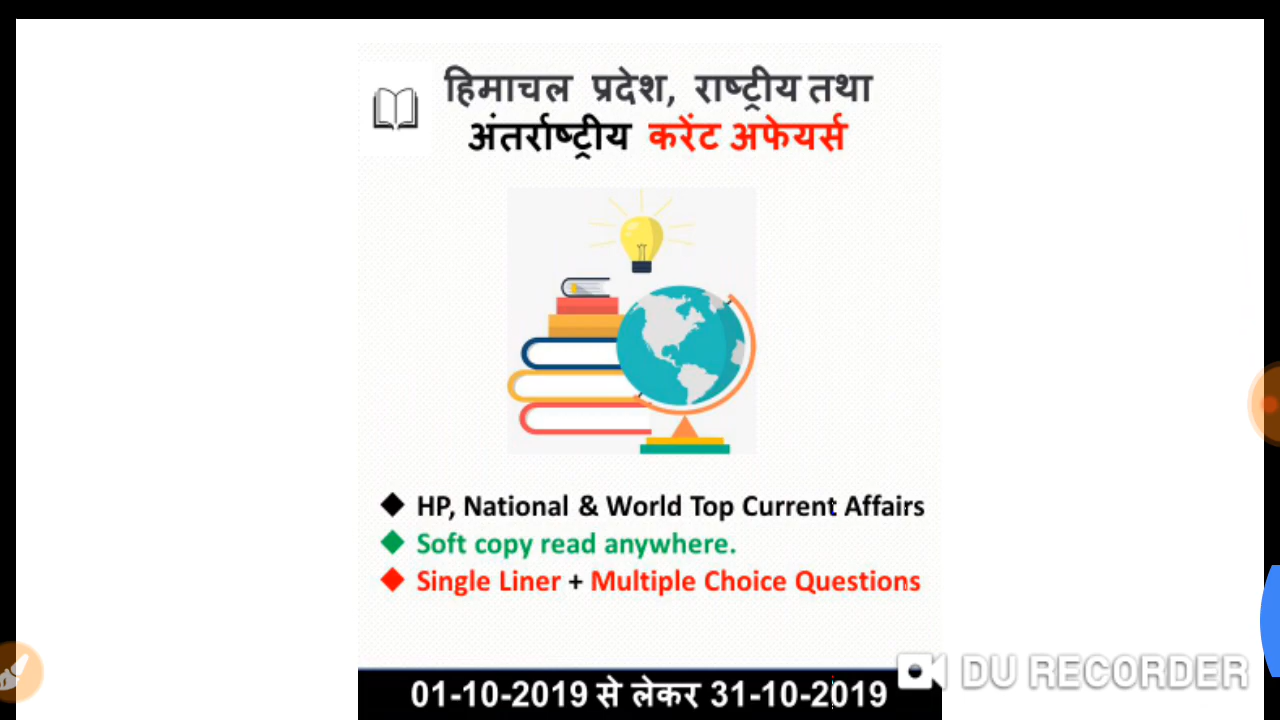 हिमाचल प्रदेश, राष्ट्रीय तथा
अंतर्राष्ट्रीय करेंट अफेयर्स
HP, National & World Top Current Affairs
Soft copy read anywhere.
Single Liner + Multiple Choice Questions
01-10-2019 से लेकर 31-10-2019
DU RECORDER